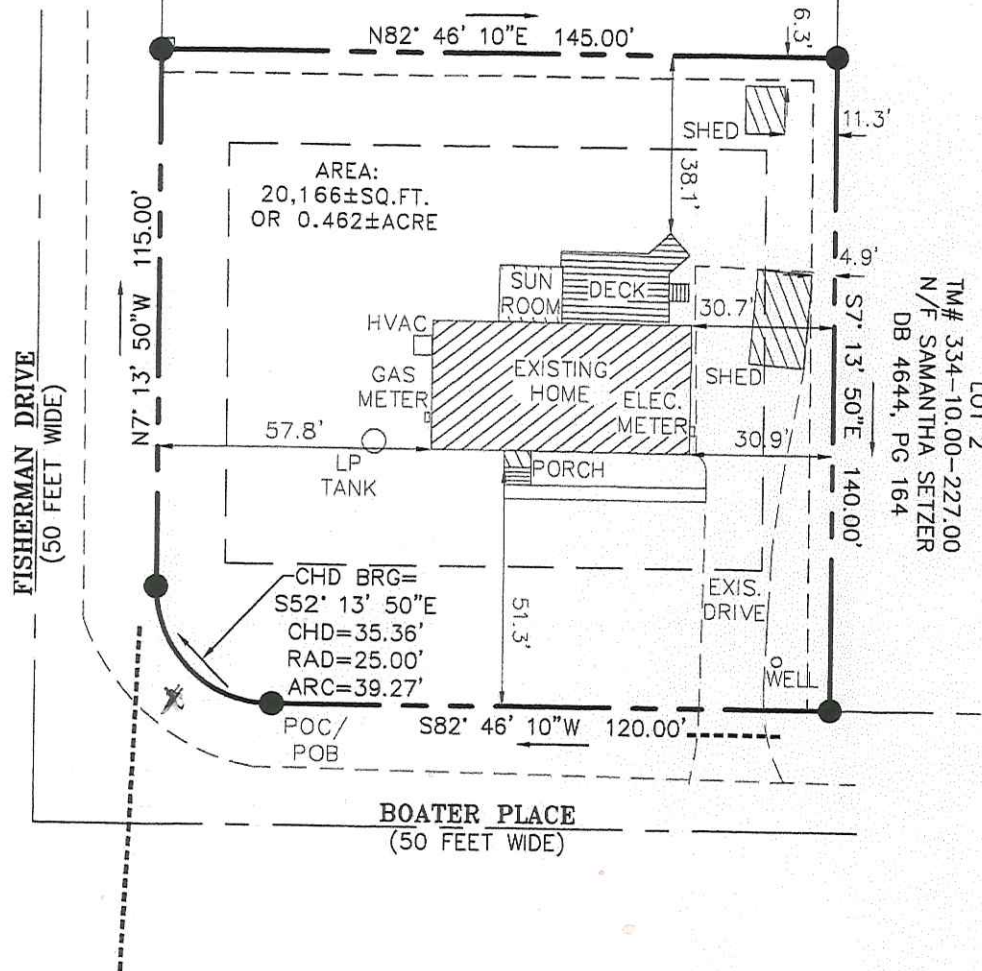 N82° 46' 10"E 145.00'
6.3'
SHED
11.3'
38.1'
AREA:
20,166±SQ.FT.
OR 0.462±ACRE
N7° 13' 50"W 115.00'
FISHERMAN DRIVE
(50 FEET WIDE)
SUN
ROOM
DECK
4.9'
30.7'
HVAC
GAS
METER
EXISTING
HOME
ELEC.
METER
SHED
S7° 13' 50"E 140.00'
LOT 2
TM# 334-10.00-227.00
N/F SAMANTHA SETZER
DB 4644, PG 164
57.8'
30.9'
LP
TANK
PORCH
51.3'
CHD BRG=
S52° 13' 50"E
CHD=35.36'
RAD=25.00'
ARC=39.27'
EXIS.
DRIVE
WELL
POC/
POB
S82° 46' 10"W 120.00'
BOATER PLACE
(50 FEET WIDE)